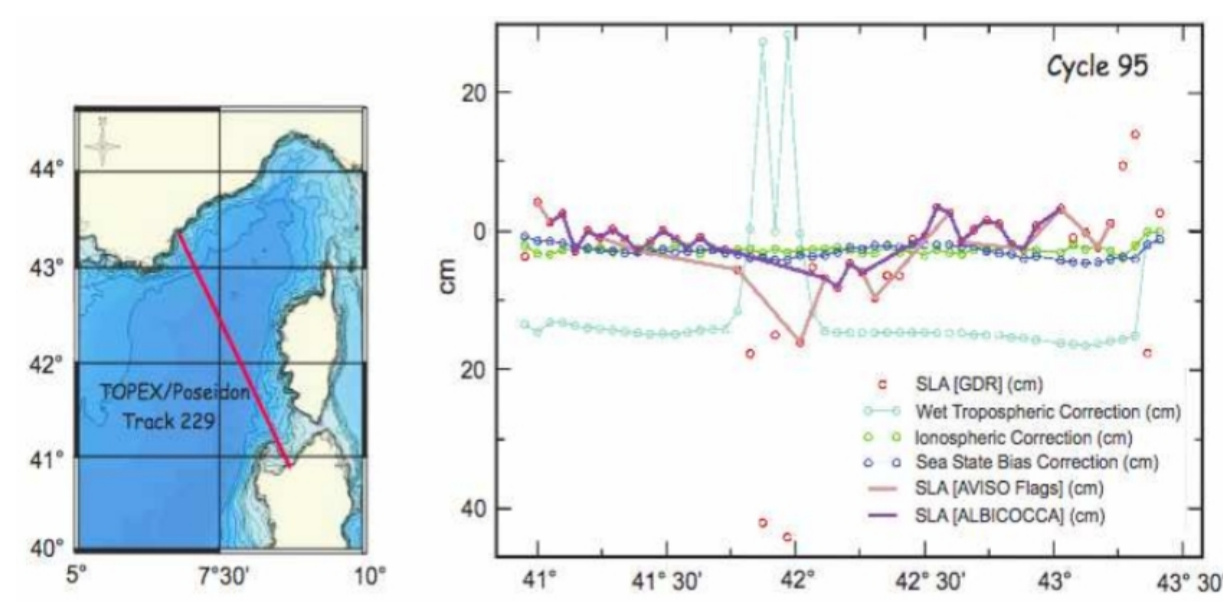 44°
43°
42°
41°
40°
5°
7°30'
10°
TOPEX/Poseidon
Track 229
Cycle 95
cm
20
0
20
40
SLA [GDR] (cm)
Wet Tropospheric Correction (cm)
Ionospheric Correction (cm)
Sea State Bias Correction (cm)
SLA [AVISO Flags] (cm)
SLA [ALBICOCCA] (cm)
41°
41° 30'
42°
42° 30'
43°
43° 30'